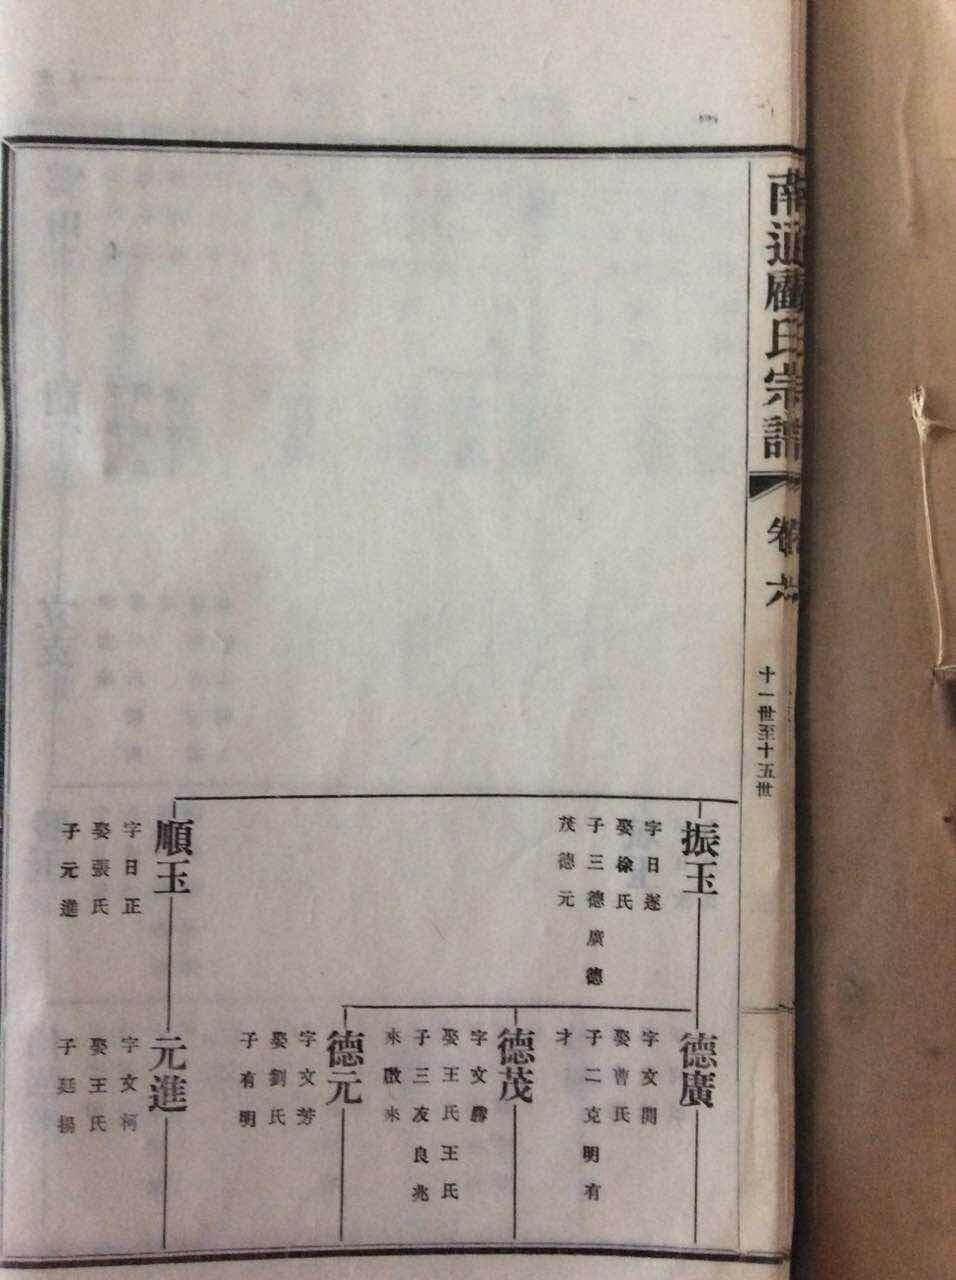 南通顧氏宗譜
卷六
十一世至十五世
振玉
字日遂
娶徐氏
子三德廣德
茂德元
順玉
字日正
娶張氏
子元進
德廣
字文開
娶曹氏
子二克明有
才
德茂
字文勝
娶王氏王氏
子三友良兆
來啟來
德元
字文芳
娶劉氏
子有明
元進
字文柯
娶王氏
子廷揚